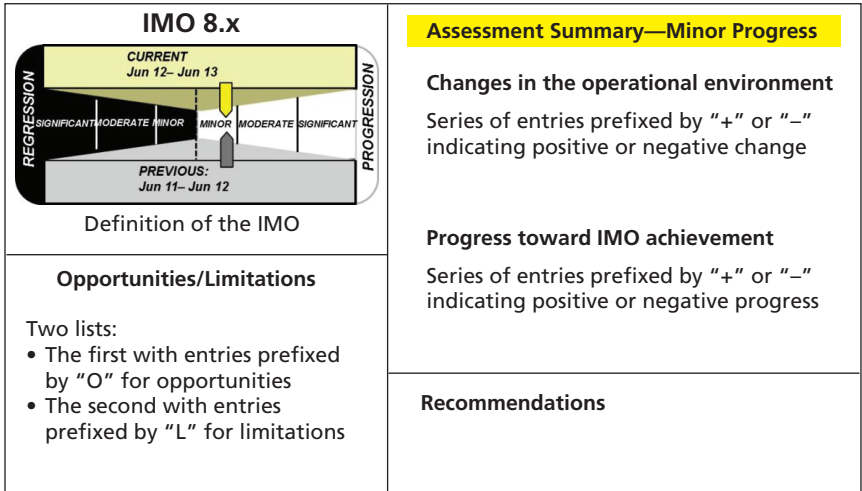 IMO 8.x
CURRENT
Jun 12– Jun 13
REGRESSION
SIGNIFICANT MODERATE MINOR MINOR MODERATE SIGNIFICANT
PROGRESSION
PREVIOUS:
Jun 11– Jun 12
Definition of the IMO
Opportunities/Limitations
Two lists:
• The first with entries prefixed
by “O” for opportunities
• The second with entries
prefixed by “L” for limitations
Assessment Summary—Minor Progress
Changes in the operational environment
Series of entries prefixed by “+” or “–”
indicating positive or negative change
Progress toward IMO achievement
Series of entries prefixed by “+” or “–”
indicating positive or negative progress
Recommendations